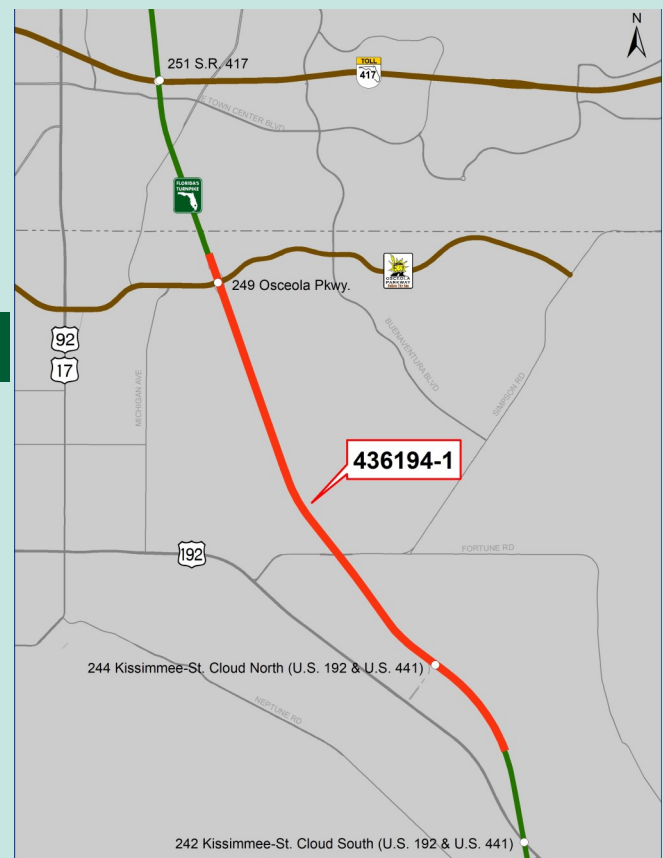 N
251 S.R. 417
TOLL
417
E TOWN CENTER BLVD
FLORIDA'S
TURNPIKE
249 Osceola Pkwy.
OSCEOLA
PARKWAY
92
17
MICHIGAN AVE
BUENAVENTURA BLVD
SIMPSON RD
436194-1
192
FORTUNE RD
244 Kissimmee-St. Cloud North (U.S. 192 & U.S. 441)
NEPTUNE RD
242 Kissimmee-St. Cloud South (U.S. 192 & U.S. 441)